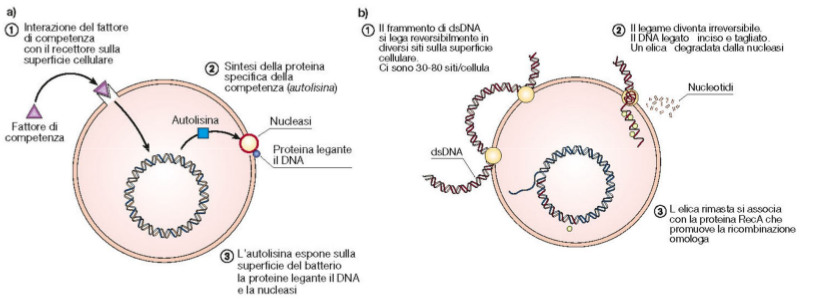 a)
① Interazione del fattore
di competenza
con il recettore sulla
superficie cellulare
② Sintesi della proteina
specifica della
competenza (autolisina)
Fattore di
competenza
Autolisina
Nucleasi
Proteina legante
il DNA
③ L'autolisina espone sulla
superficie del batterio
la proteine legante il DNA
e la nucleasi
b)
① Il frammento di dsDNA
si lega reversibilmente in
diversi siti sulla superficie
cellulare.
Ci sono 30-80 siti/cellula
② Il legame diventa irreversibile.
Il DNA legato inciso e tagliato.
Un elica degradata dalla nucleasi
Nucleotidi
dsDNA
③ L elica rimasta si associa
con la proteina RecA che
promuove la ricombinazione
omologa